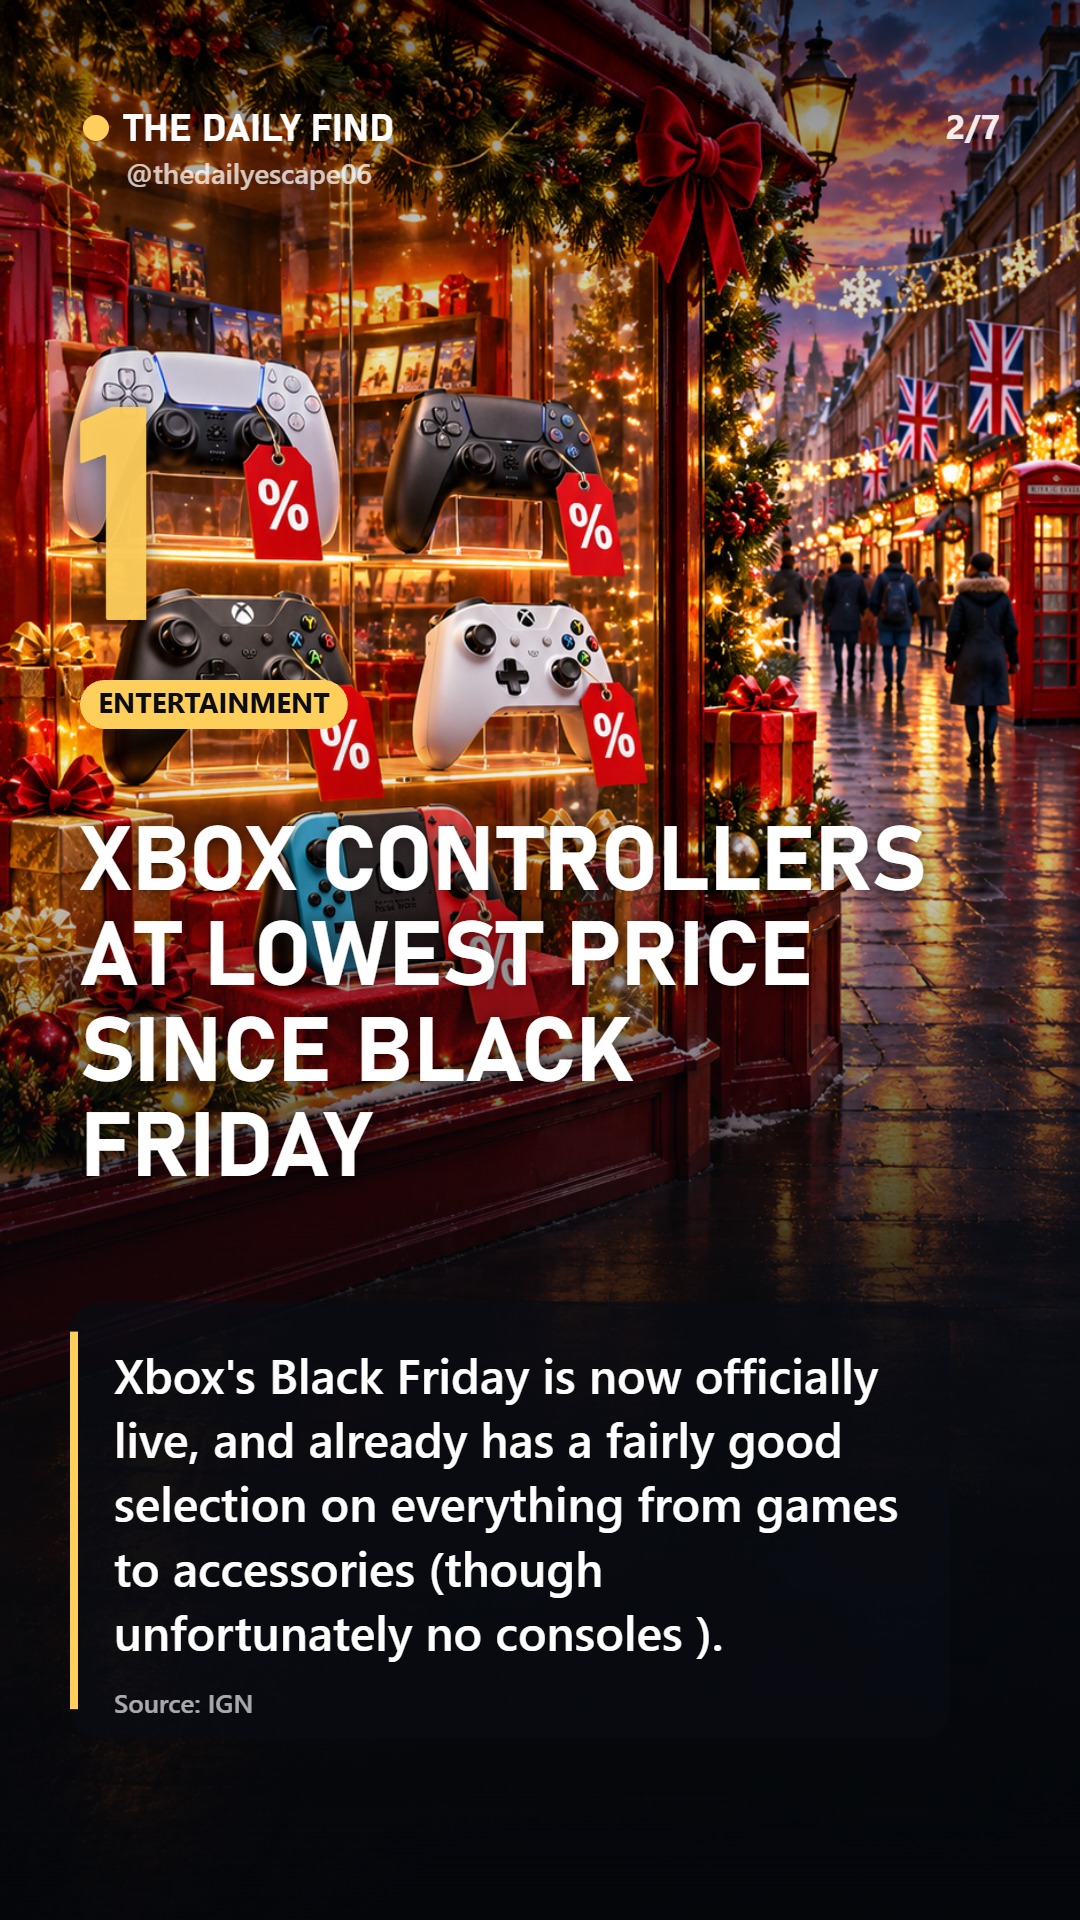 THE DAILY FIND
2/7
@thedailyescape06
%
%
1
ENTERTAINMENT
%
%
XBOX CONTROLLERS
AT LOWEST PRICE
SINCE BLACK
FRIDAY
%
Xbox's Black Friday is now officially
live, and already has a fairly good
selection on everything from games
to accessories (though
unfortunately no consoles ).
Source: IGN